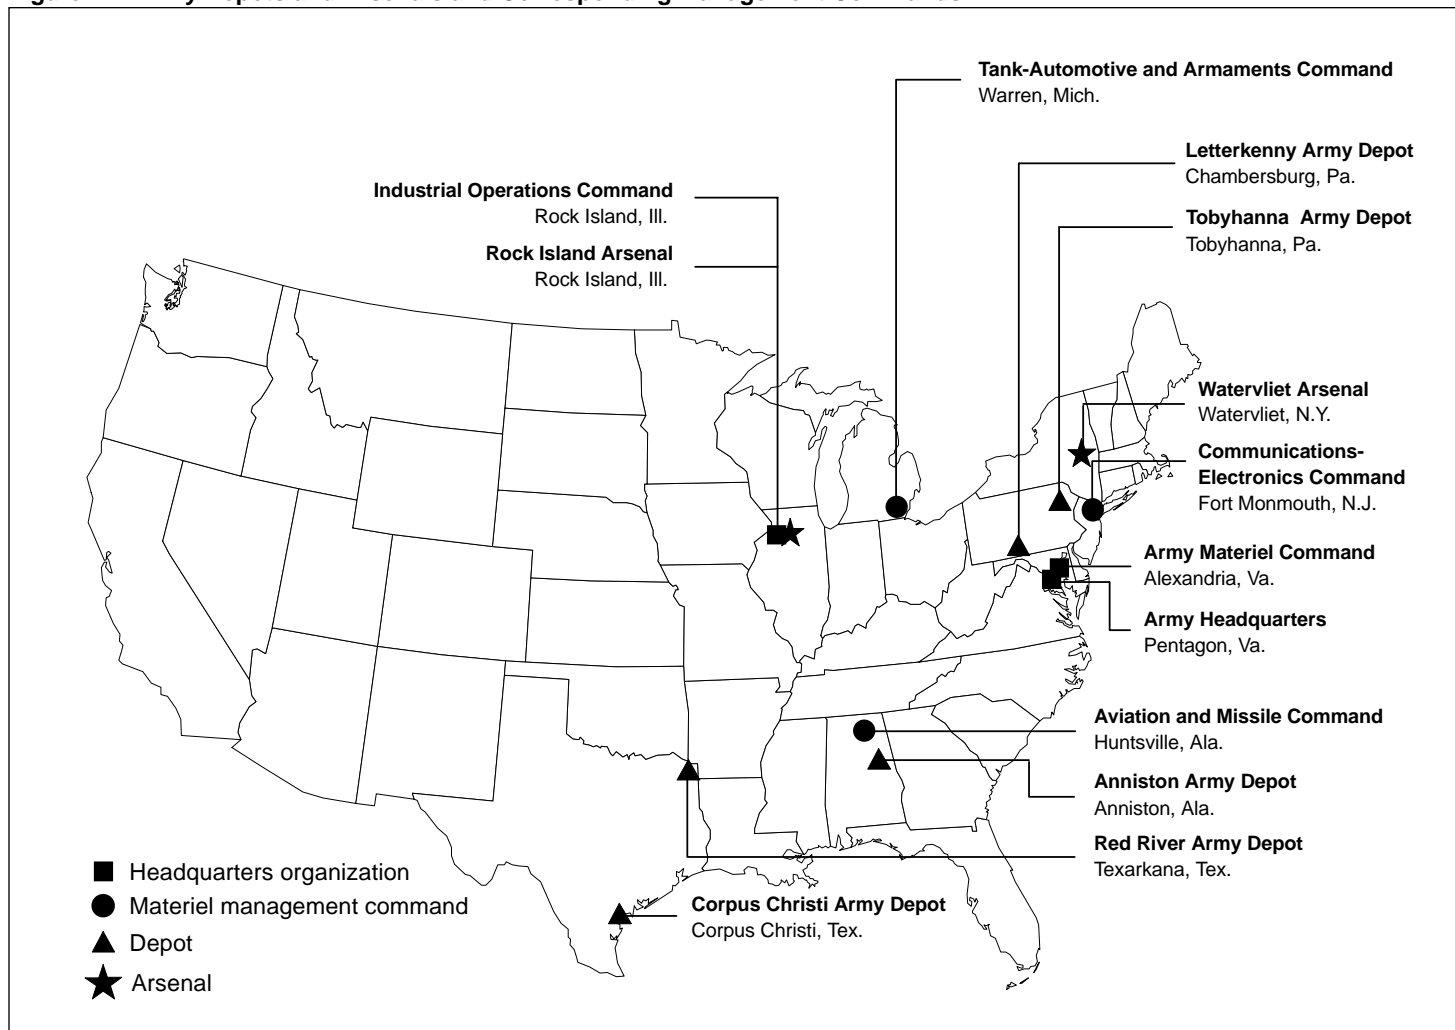 Tank-Automotive and Armaments Command
Warren, Mich.
Letterkenny Army Depot
Chambersburg, Pa.
Industrial Operations Command
Rock Island, Ill.
Tobyhanna Army Depot
Tobyhanna, Pa.
Rock Island Arsenal
Rock Island, Ill.
Watervliet Arsenal
Watervliet, N.Y.
Communications-
Electronics Command
Fort Monmouth, N.J.
Army Materiel Command
Alexandria, Va.
Army Headquarters
Pentagon, Va.
Aviation and Missile Command
Huntsville, Ala.
Anniston Army Depot
Anniston, Ala.
Red River Army Depot
Texarkana, Tex.
Corpus Christi Army Depot
Corpus Christi, Tex.
Headquarters organization
Materiel management command
Depot
Arsenal